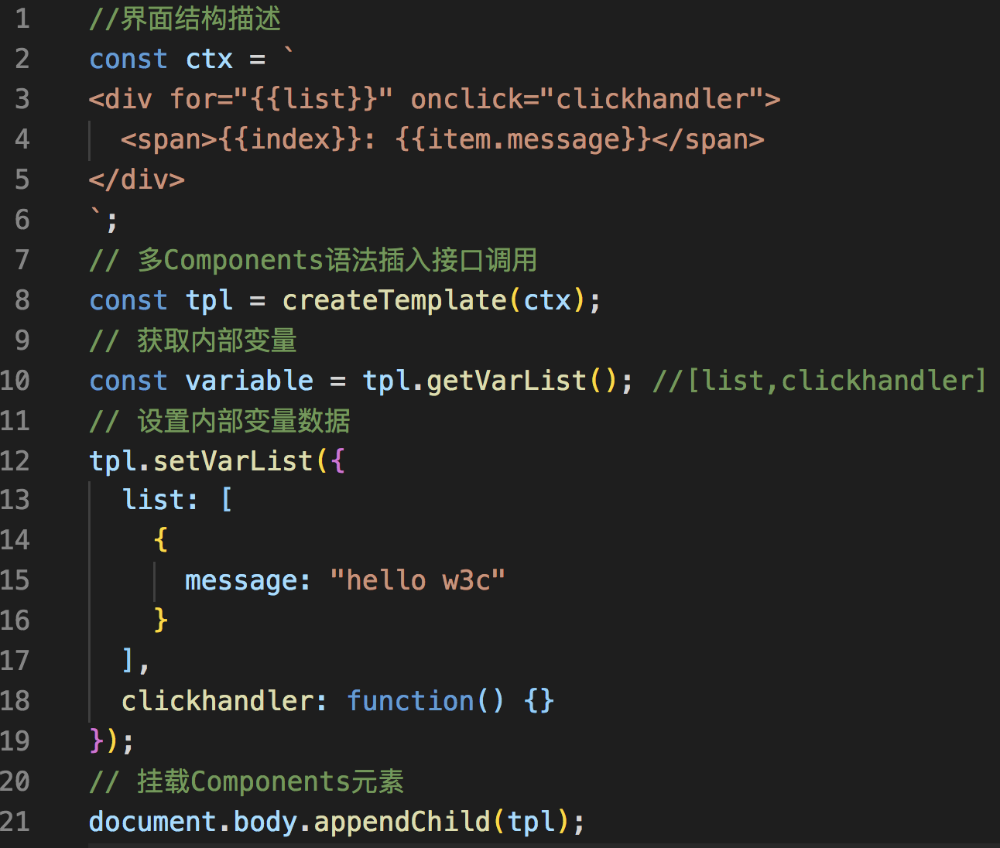 1 //界面结构描述
2 const ctx = `
3 <div for="{{list}}" onclick="clickhandler">
4   <span>{{index}}: {{item.message}}</span>
5 </div>
6 `;
7 // 多Components语法插入接口调用
8 const tpl = createTemplate(ctx);
9 // 获取内部变量
10 const variable = tpl.getVarList(); //[list,clickhandler]
11 // 设置内部变量数据
12 tpl.setVarList({
13   list: [
14     {
15       message: "hello w3c"
16     }
17   ],
18   clickhandler: function() {}
19 });
20 // 挂载Components元素
21 document.body.appendChild(tpl);